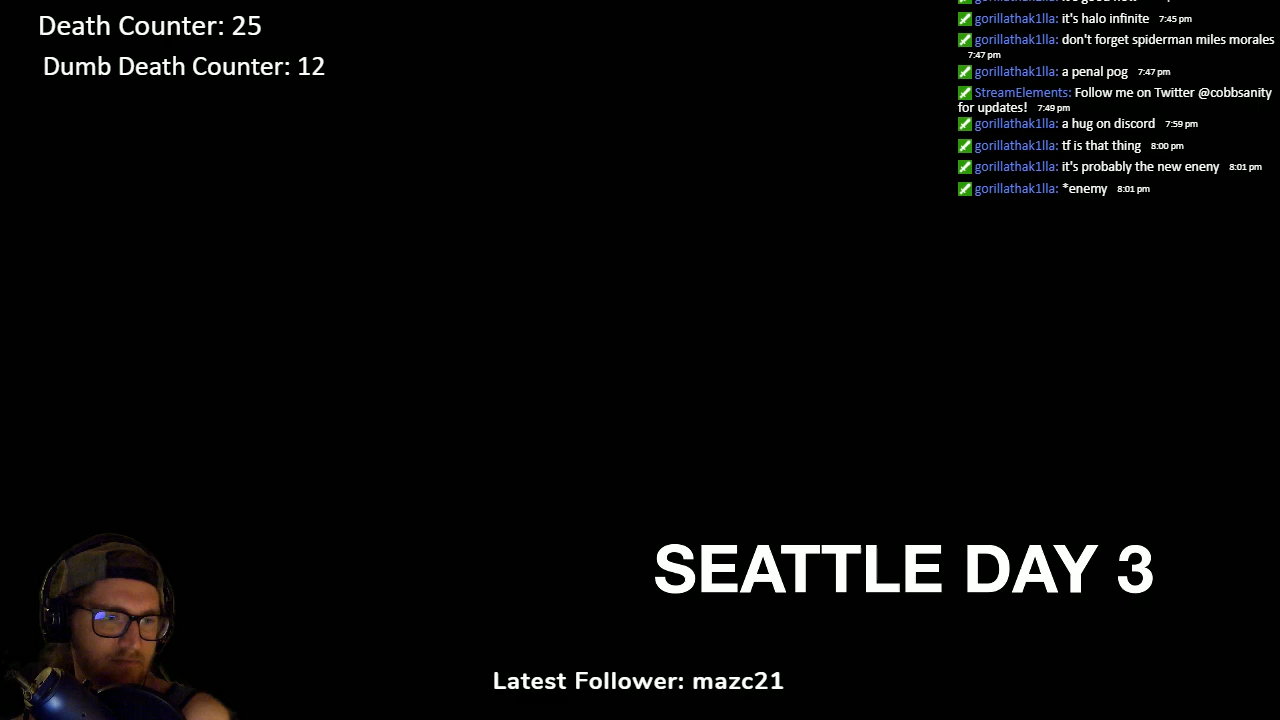 Death Counter: 25
Dumb Death Counter: 12
gorillathak1lla: it's halo infinite 7:45 pm
gorillathak1lla: don't forget spiderman miles morales
7:47 pm
gorillathak1lla: a penal pog 7:47 pm
StreamElements: Follow me on Twitter @cobbsanity
for updates! 7:49 pm
gorillathak1lla: a hug on discord 7:59 pm
gorillathak1lla: tf is that thing 8:00 pm
gorillathak1lla: it's probably the new eneny 8:01 pm
gorillathak1lla: *enemy 8:01 pm
SEATTLE DAY 3
Latest Follower: mazc21